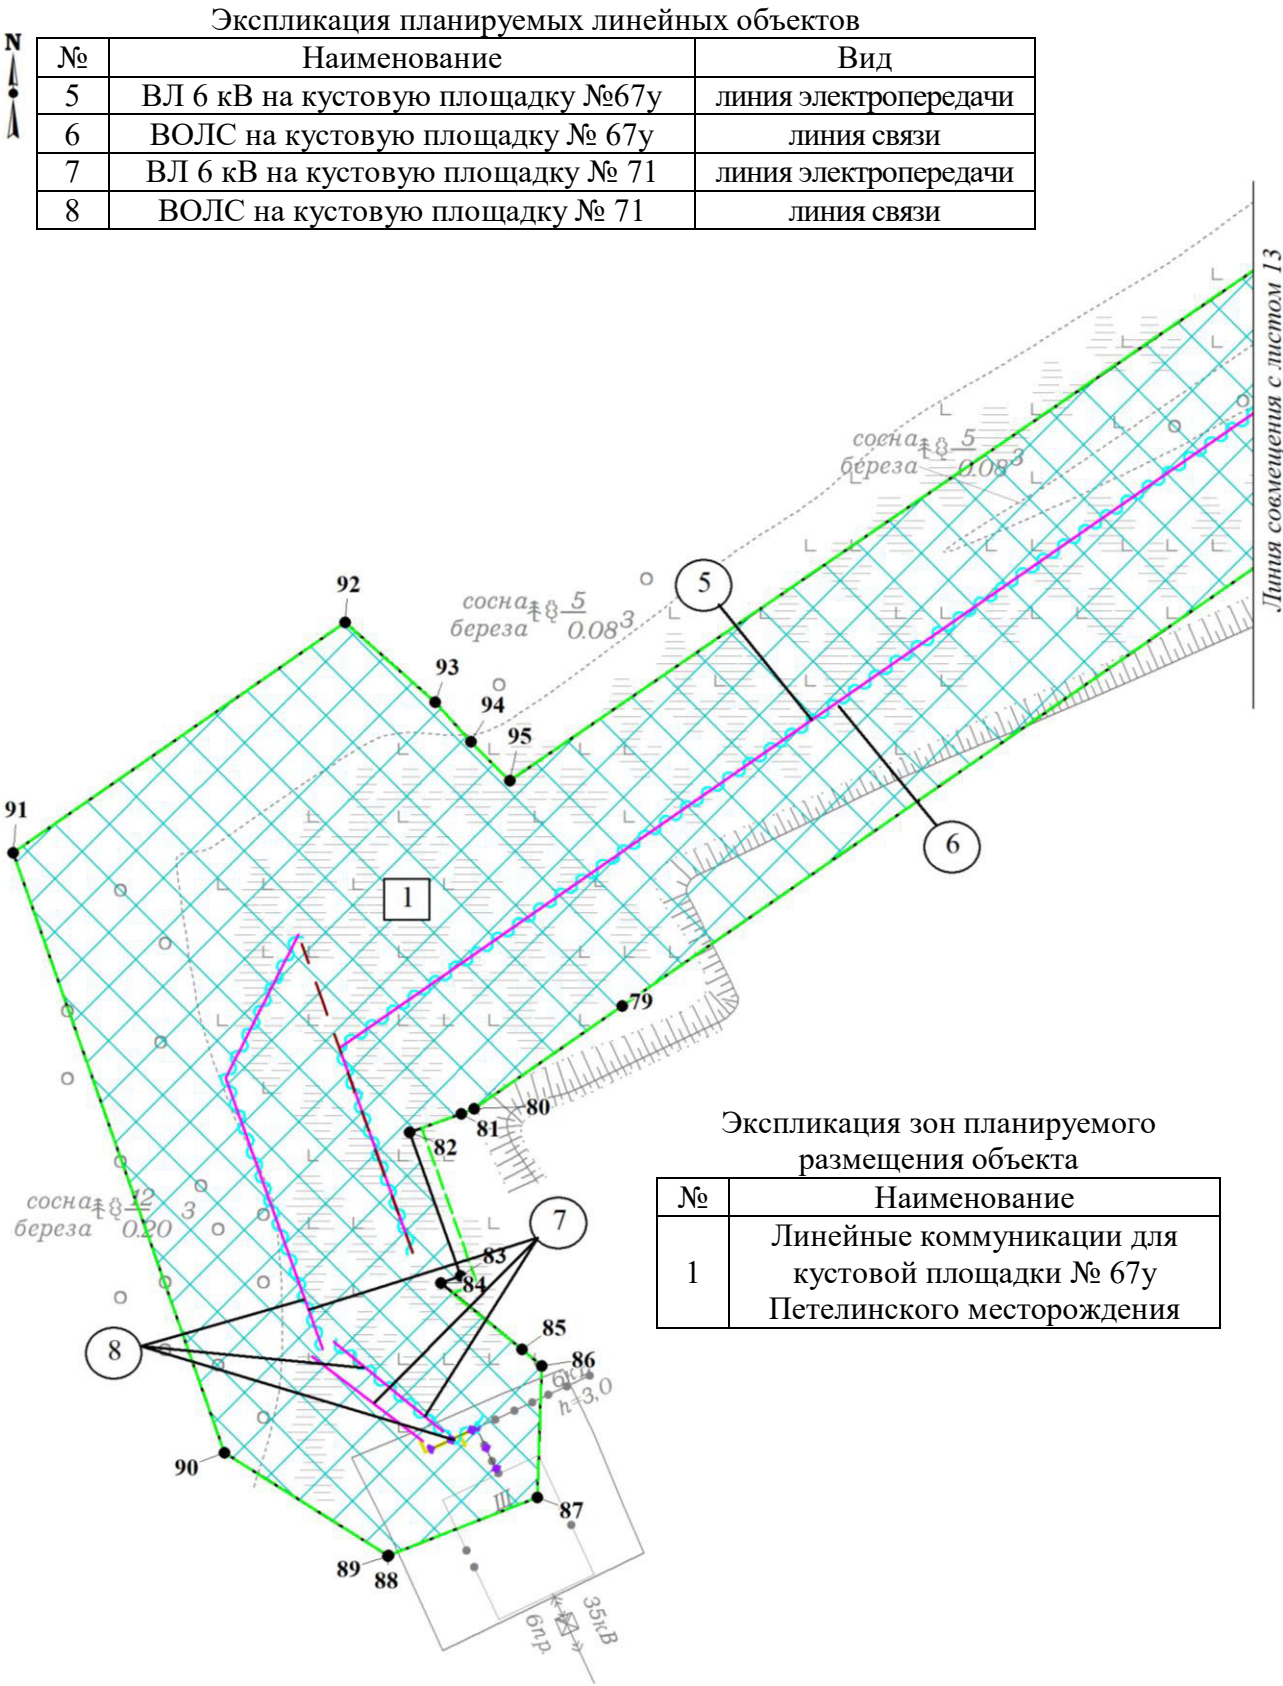 Экспликация планируемых линейных объектов
N
№ Наименование Вид
5 ВЛ 6 кВ на кустовую площадку №67у линия электропередачи
6 ВОЛС на кустовую площадку № 67у линия связи
7 ВЛ 6 кВ на кустовую площадку № 71 линия электропередачи
8 ВОЛС на кустовую площадку № 71 линия связи
Линия совмещения с листом 13
сосна 5
береза 0.08 3
5
92
сосна 5
береза 0.08 3
93
94
95
91
6
1
79
80
81
82
Экспликация зон планируемого
размещения объекта
№ Наименование
1 Линейные коммуникации для
кустовой площадки № 67у
Петелинского месторождения
сосна 12
береза 0.20 3
7
83
84
8
85
86
h=3,0
90
87
Ш
89
88
35кВ
6пр.